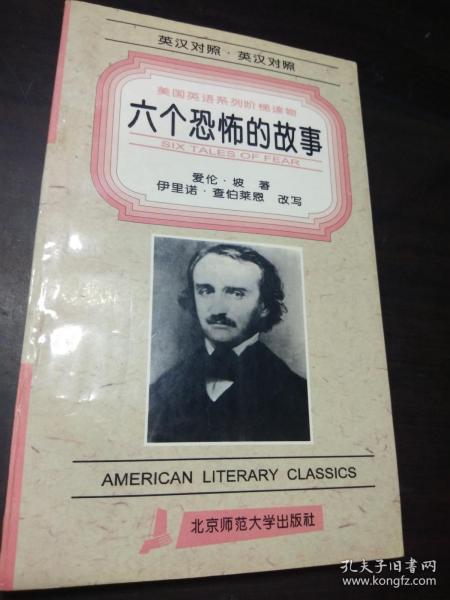 英汉对照·英汉对照
美国英语系列阶梯读物
六个恐怖的故事
SIX TALES OF FEAR
爱伦·坡 著
伊里诺·查伯莱恩 改写
AMERICAN LITERARY CLASSICS
北京师范大学出版社
孔夫子旧书网
www.kongfz.com